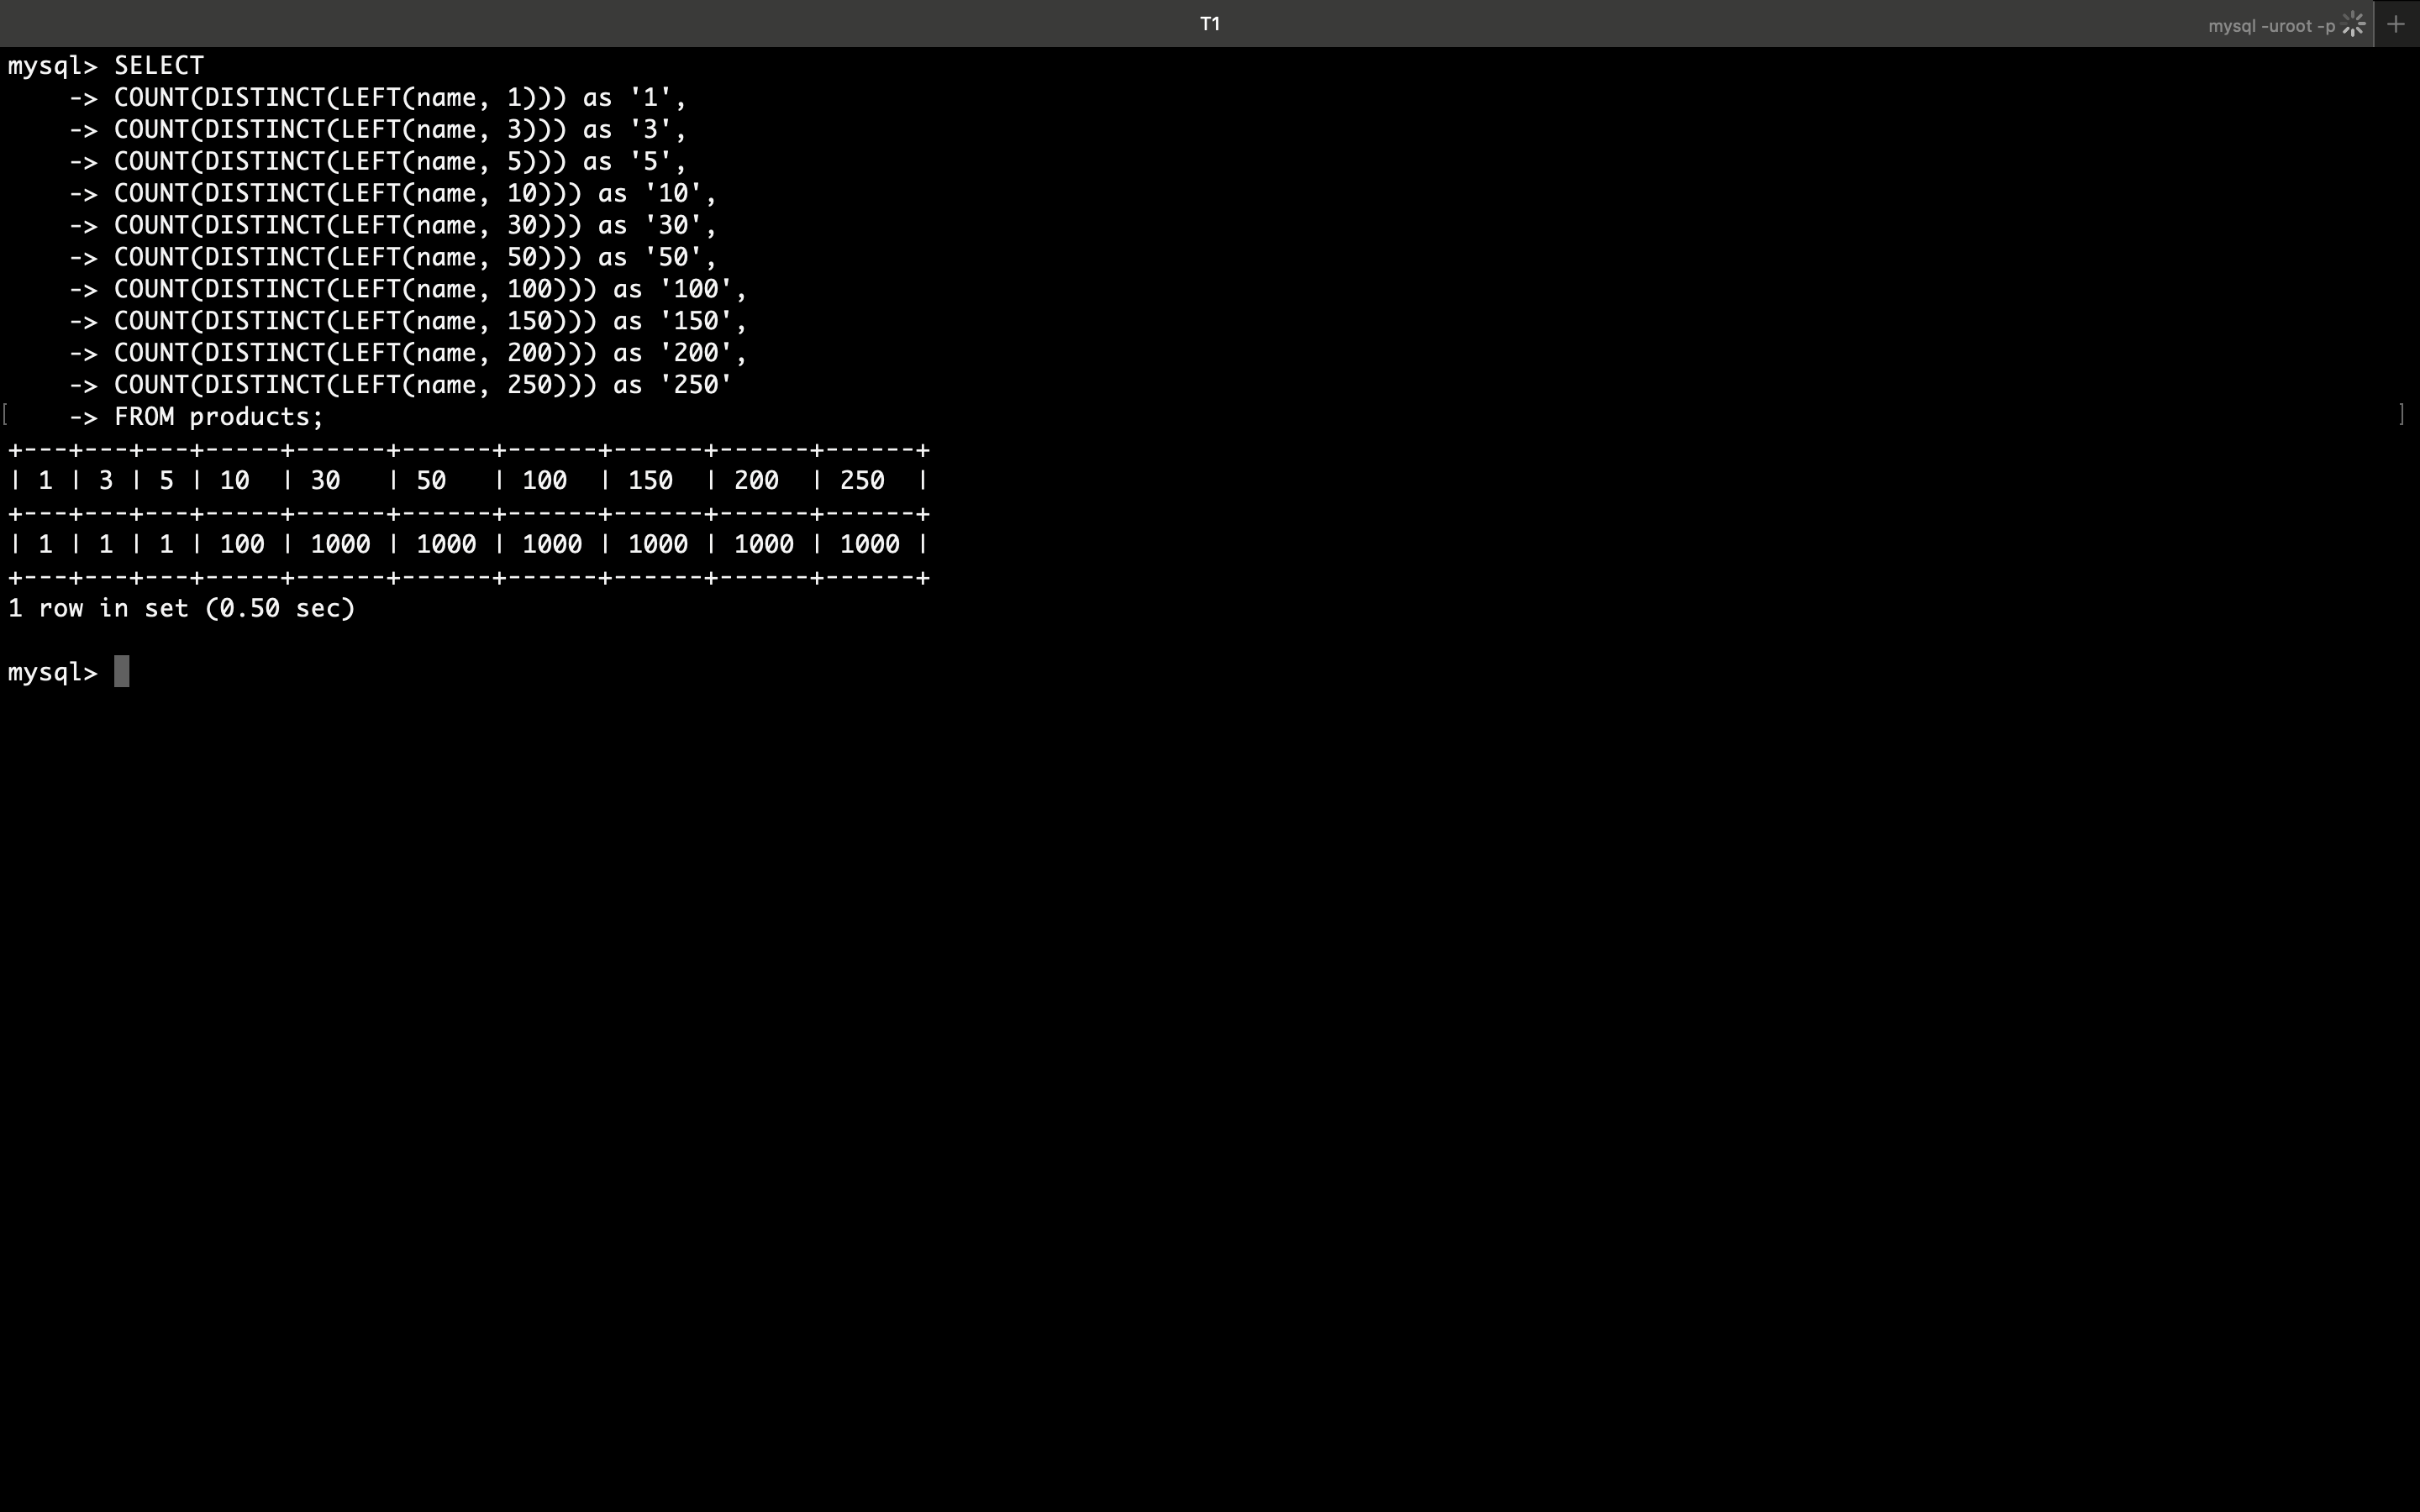 T1
mysql -uroot -p
+
mysql> SELECT
    -> COUNT(DISTINCT(LEFT(name, 1))) as '1',
    -> COUNT(DISTINCT(LEFT(name, 3))) as '3',
    -> COUNT(DISTINCT(LEFT(name, 5))) as '5',
    -> COUNT(DISTINCT(LEFT(name, 10))) as '10',
    -> COUNT(DISTINCT(LEFT(name, 30))) as '30',
    -> COUNT(DISTINCT(LEFT(name, 50))) as '50',
    -> COUNT(DISTINCT(LEFT(name, 100))) as '100',
    -> COUNT(DISTINCT(LEFT(name, 150))) as '150',
    -> COUNT(DISTINCT(LEFT(name, 200))) as '200',
    -> COUNT(DISTINCT(LEFT(name, 250))) as '250'
[    -> FROM products; ]
+---+---+---+-----+------+------+------+------+------+------+
| 1 | 3 | 5 | 10  | 30   | 50   | 100  | 150  | 200  | 250  |
+---+---+---+-----+------+------+------+------+------+------+
| 1 | 1 | 1 | 100 | 1000 | 1000 | 1000 | 1000 | 1000 | 1000 |
+---+---+---+-----+------+------+------+------+------+------+
1 row in set (0.50 sec)
mysql>